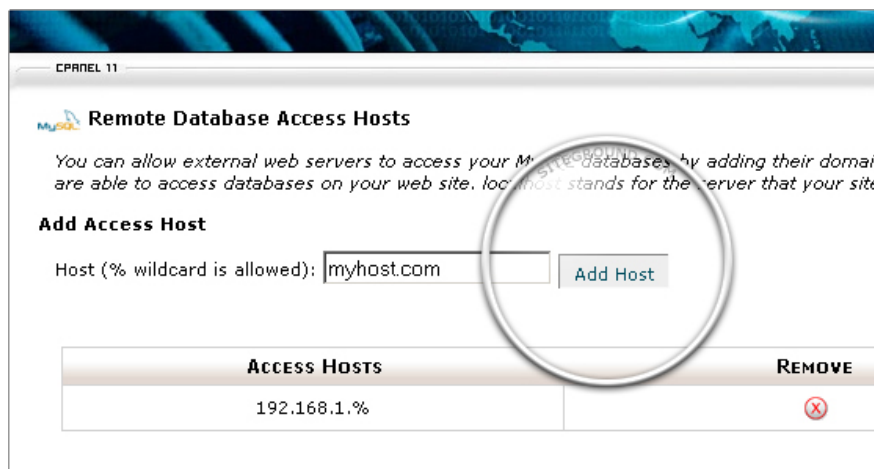 CPANEL 11
MySQL Remote Database Access Hosts
You can allow external web servers to access your databases by adding their
are able to access databases on your web site. localhost stands for the server that your
Add Access Host
Host (% wildcard is allowed): myhost.com Add Host
ACCESS HOSTS REMOVE
192.168.1.%
SITEGROUND